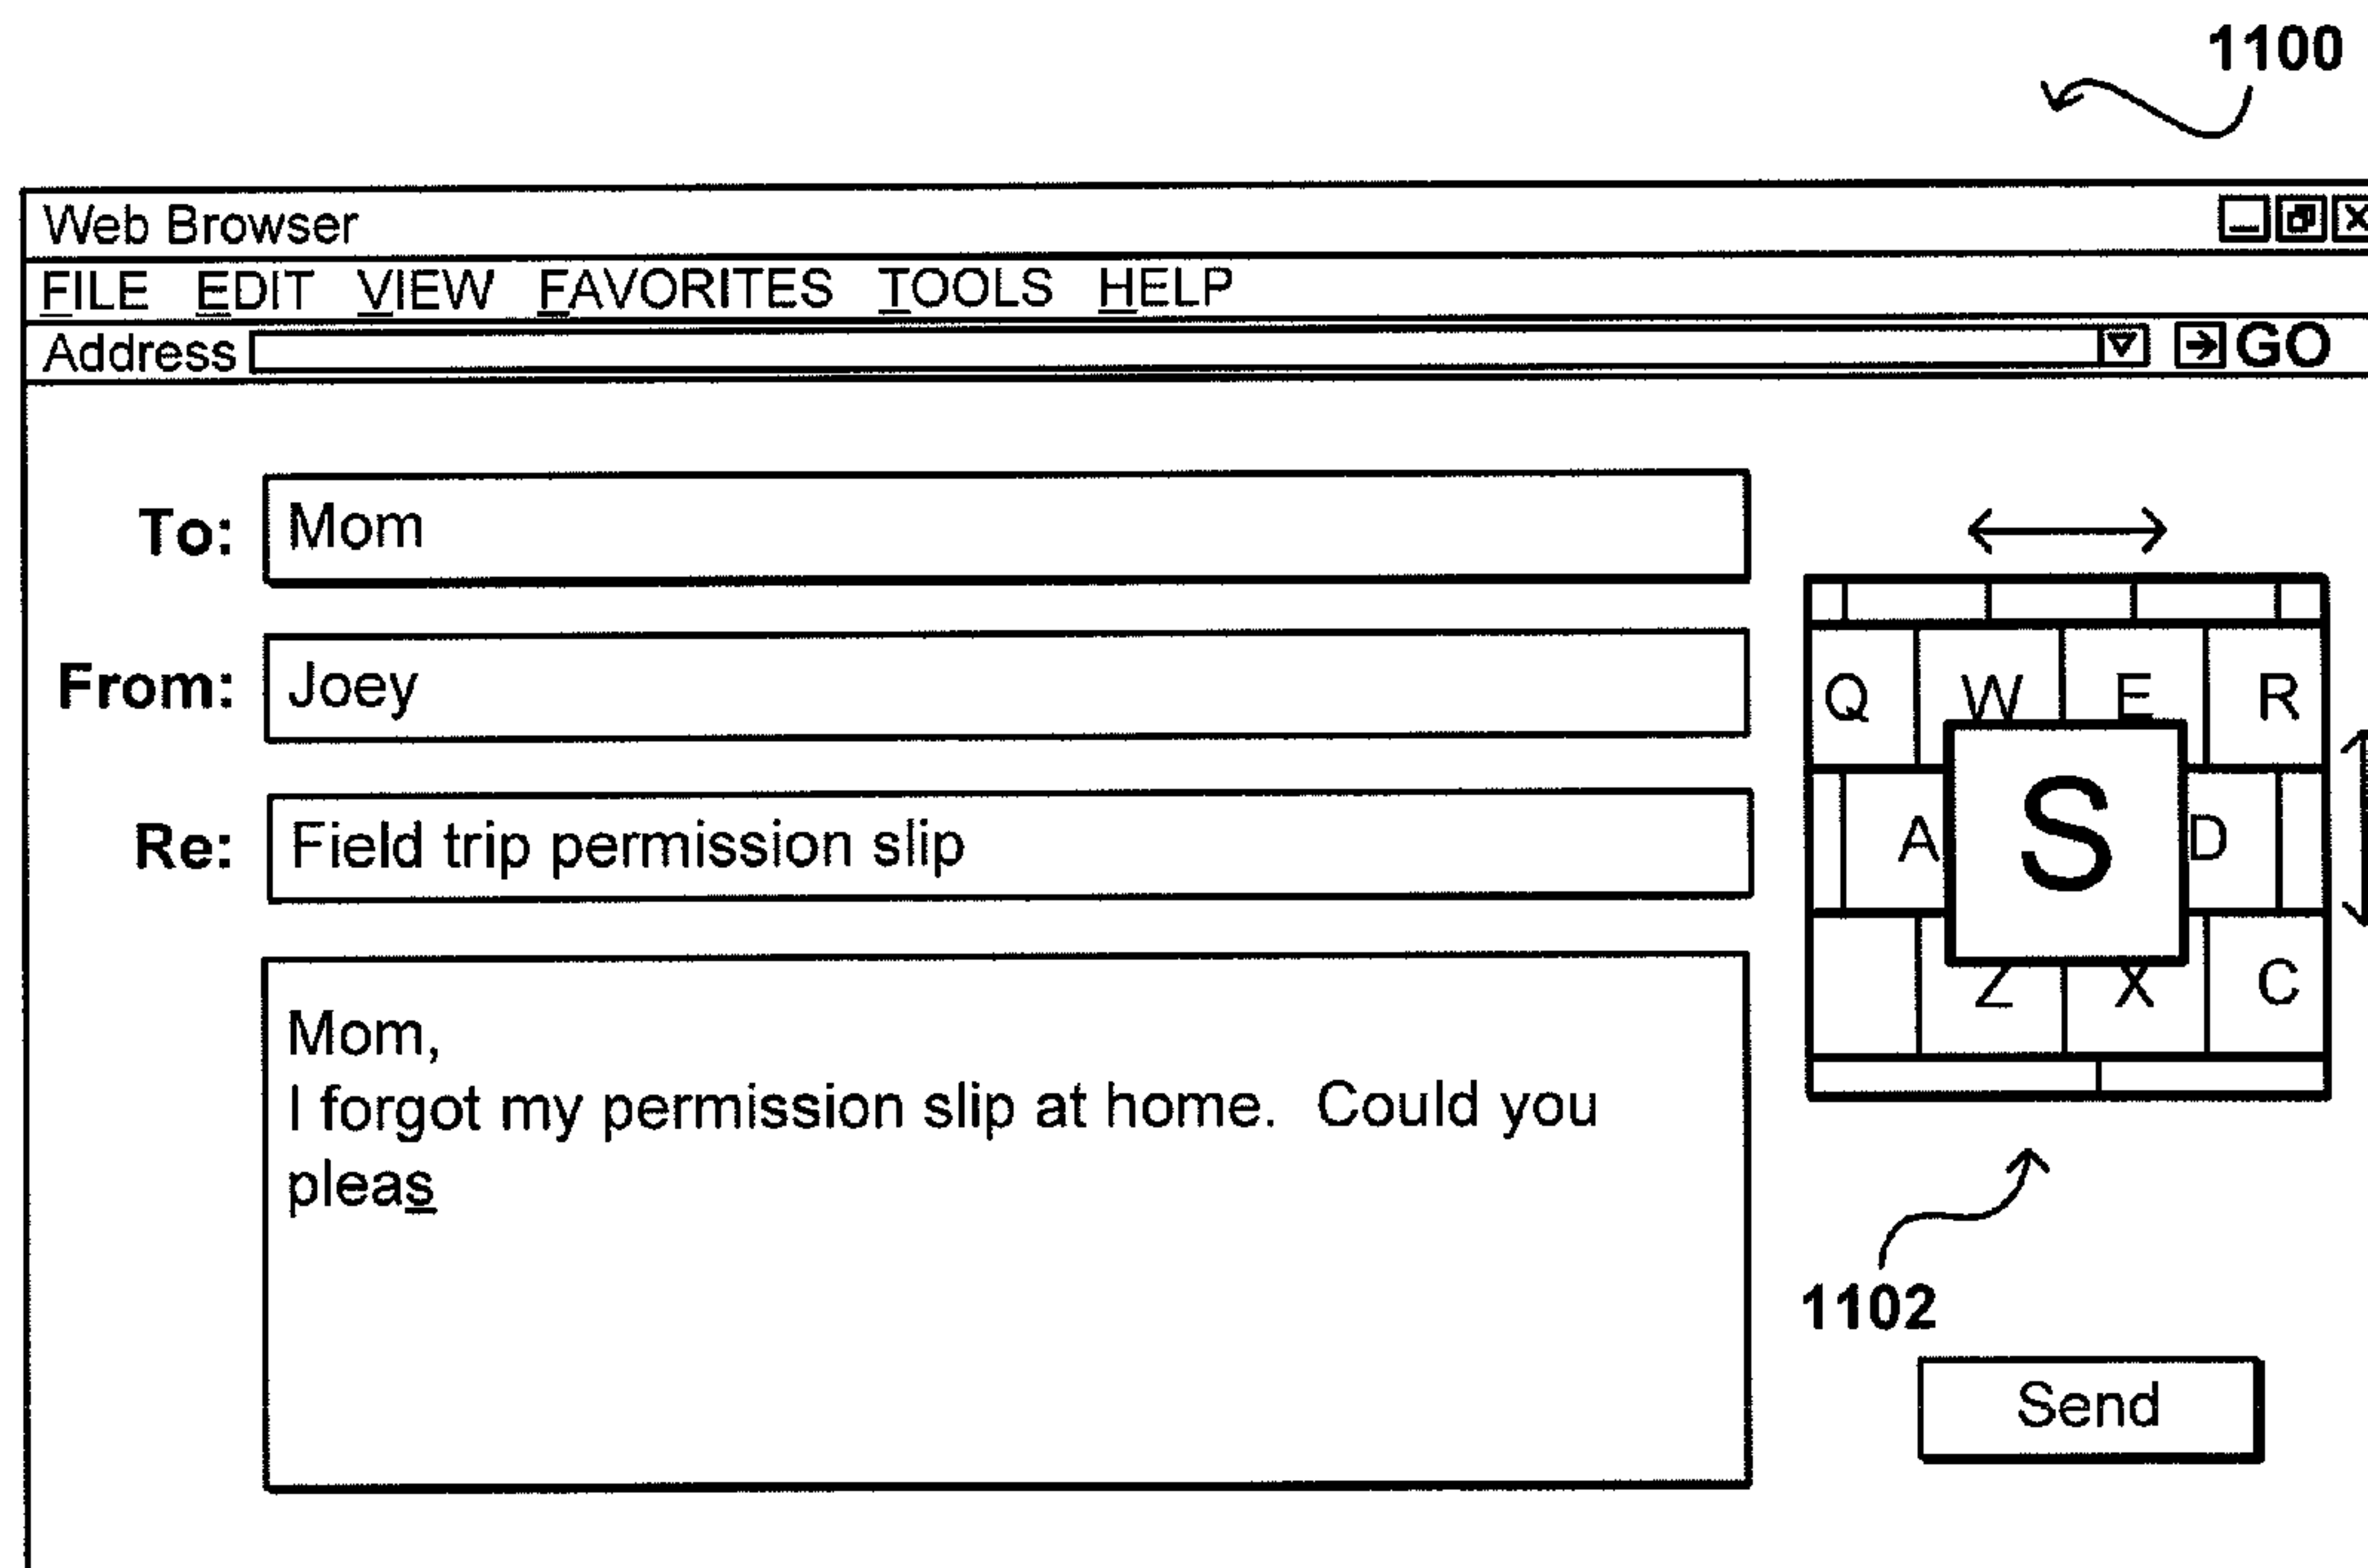 1100
Web Browser
FILE EDIT VIEW FAVORITES TOOLS HELP
Address GO
To: Mom
From: Joey
Re: Field trip permission slip
Q W E R
A S D
Z X C
Mom,
I forgot my permission slip at home. Could you
pleas
1102
Send